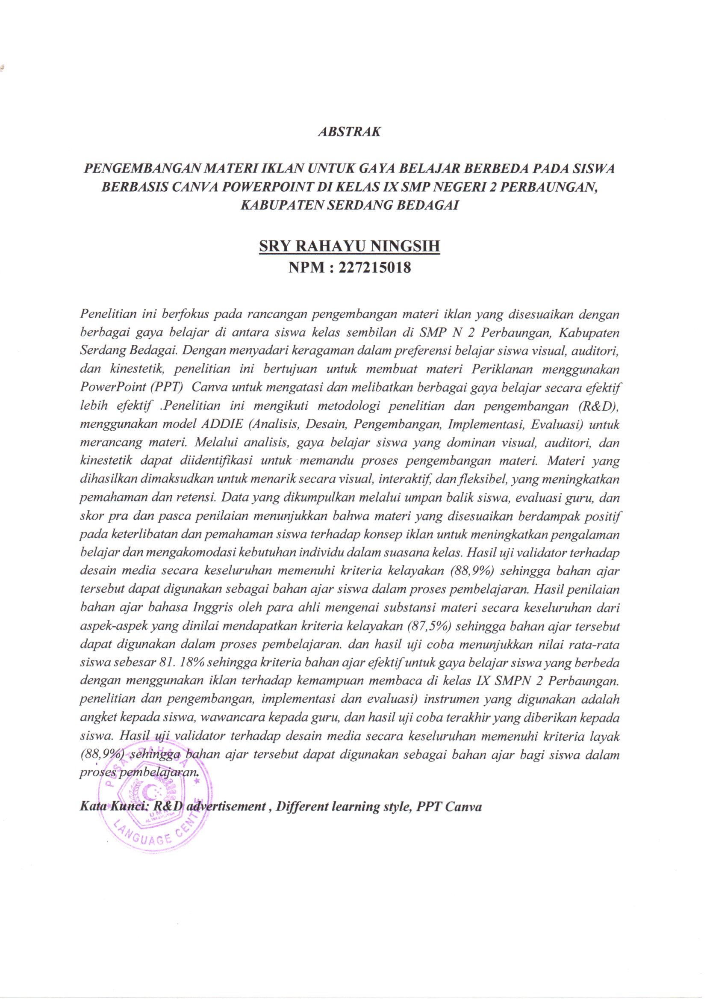 ABSTRAK
PENGEMBANGAN MATERI IKLAN UNTUK GAYA BELAJAR BERBEDA PADA SISWA
BERBASIS CANVA POWERPOINT DI KELAS IX SMP NEGERI 2 PERBAUNGAN,
KABUPATEN SERDANG BEDAGAI
SRY RAHAYU NINGSIH
NPM : 227215018
Penelitian ini berfokus pada rancangan pengembangan materi iklan yang disesuaikan dengan
berbagai gaya belajar di antara siswa kelas sembilan di SMP N 2 Perbaungan, Kabupaten
Serdang Bedagai. Dengan menyadari keragaman dalam preferensi belajar siswa visual, auditori,
dan kinestetik, penelitian ini bertujuan untuk membuat materi Periklanan menggunakan
PowerPoint (PPT) Canva untuk mengatasi dan melibatkan berbagai gaya belajar secara efektif
lebih efektif .Penelitian ini mengikuti metodologi penelitian dan pengembangan (R&D),
menggunakan model ADDIE (Analisis, Desain, Pengembangan, Implementasi, Evaluasi) untuk
merancang materi. Melalui analisis, gaya belajar siswa yang dominan visual, auditori, dan
kinestetik dapat diidentifikasi untuk memandu proses pengembangan materi. Materi yang
dihasilkan dimaksudkan untuk menarik secara visual, interaktif, dan fleksibel, yang meningkatkan
pemahaman dan retensi. Data yang dikumpulkan melalui umpan balik siswa, evaluasi guru, dan
skor pra dan pasca penilaian menunjukkan bahwa materi yang disesuaikan berdampak positif
pada keterlibatan dan pemahaman siswa terhadap konsep iklan untuk meningkatkan pengalaman
belajar dan mengakomodasi kebutuhan individu dalam suasana kelas. Hasil uji validator terhadap
desain media secara keseluruhan memenuhi kriteria kelayakan (88,9%) sehingga bahan ajar
tersebut dapat digunakan sebagai bahan ajar siswa dalam proses pembelajaran. Hasil penilaian
bahan ajar bahasa Inggris oleh para ahli mengenai substansi materi secara keseluruhan dari
aspek-aspek yang dinilai mendapatkan kriteria kelayakan (87,5%) sehingga bahan ajar tersebut
dapat digunakan dalam proses pembelajaran. dan hasil uji coba menunjukkan nilai rata-rata
siswa sebesar 81. 18% sehingga kriteria bahan ajar efektif untuk gaya belajar siswa yang berbeda
dengan menggunakan iklan terhadap kemampuan membaca di kelas IX SMPN 2 Perbaungan.
penelitian dan pengembangan, implementasi dan evaluasi) instrumen yang digunakan adalah
angket kepada siswa, wawancara kepada guru, dan hasil uji coba terakhir yang diberikan kepada
siswa. Hasil uji validator terhadap desain media secara keseluruhan memenuhi kriteria layak
(88,9%) sehingga bahan ajar tersebut dapat digunakan sebagai bahan ajar bagi siswa dalam
proses pembelajaran.
Kata Kunci: R&D advertisement , Different learning style, PPT Canva
PUSAT BAHASA
UMN
AL WASHLIYAH
LANGUAGE CENTRE